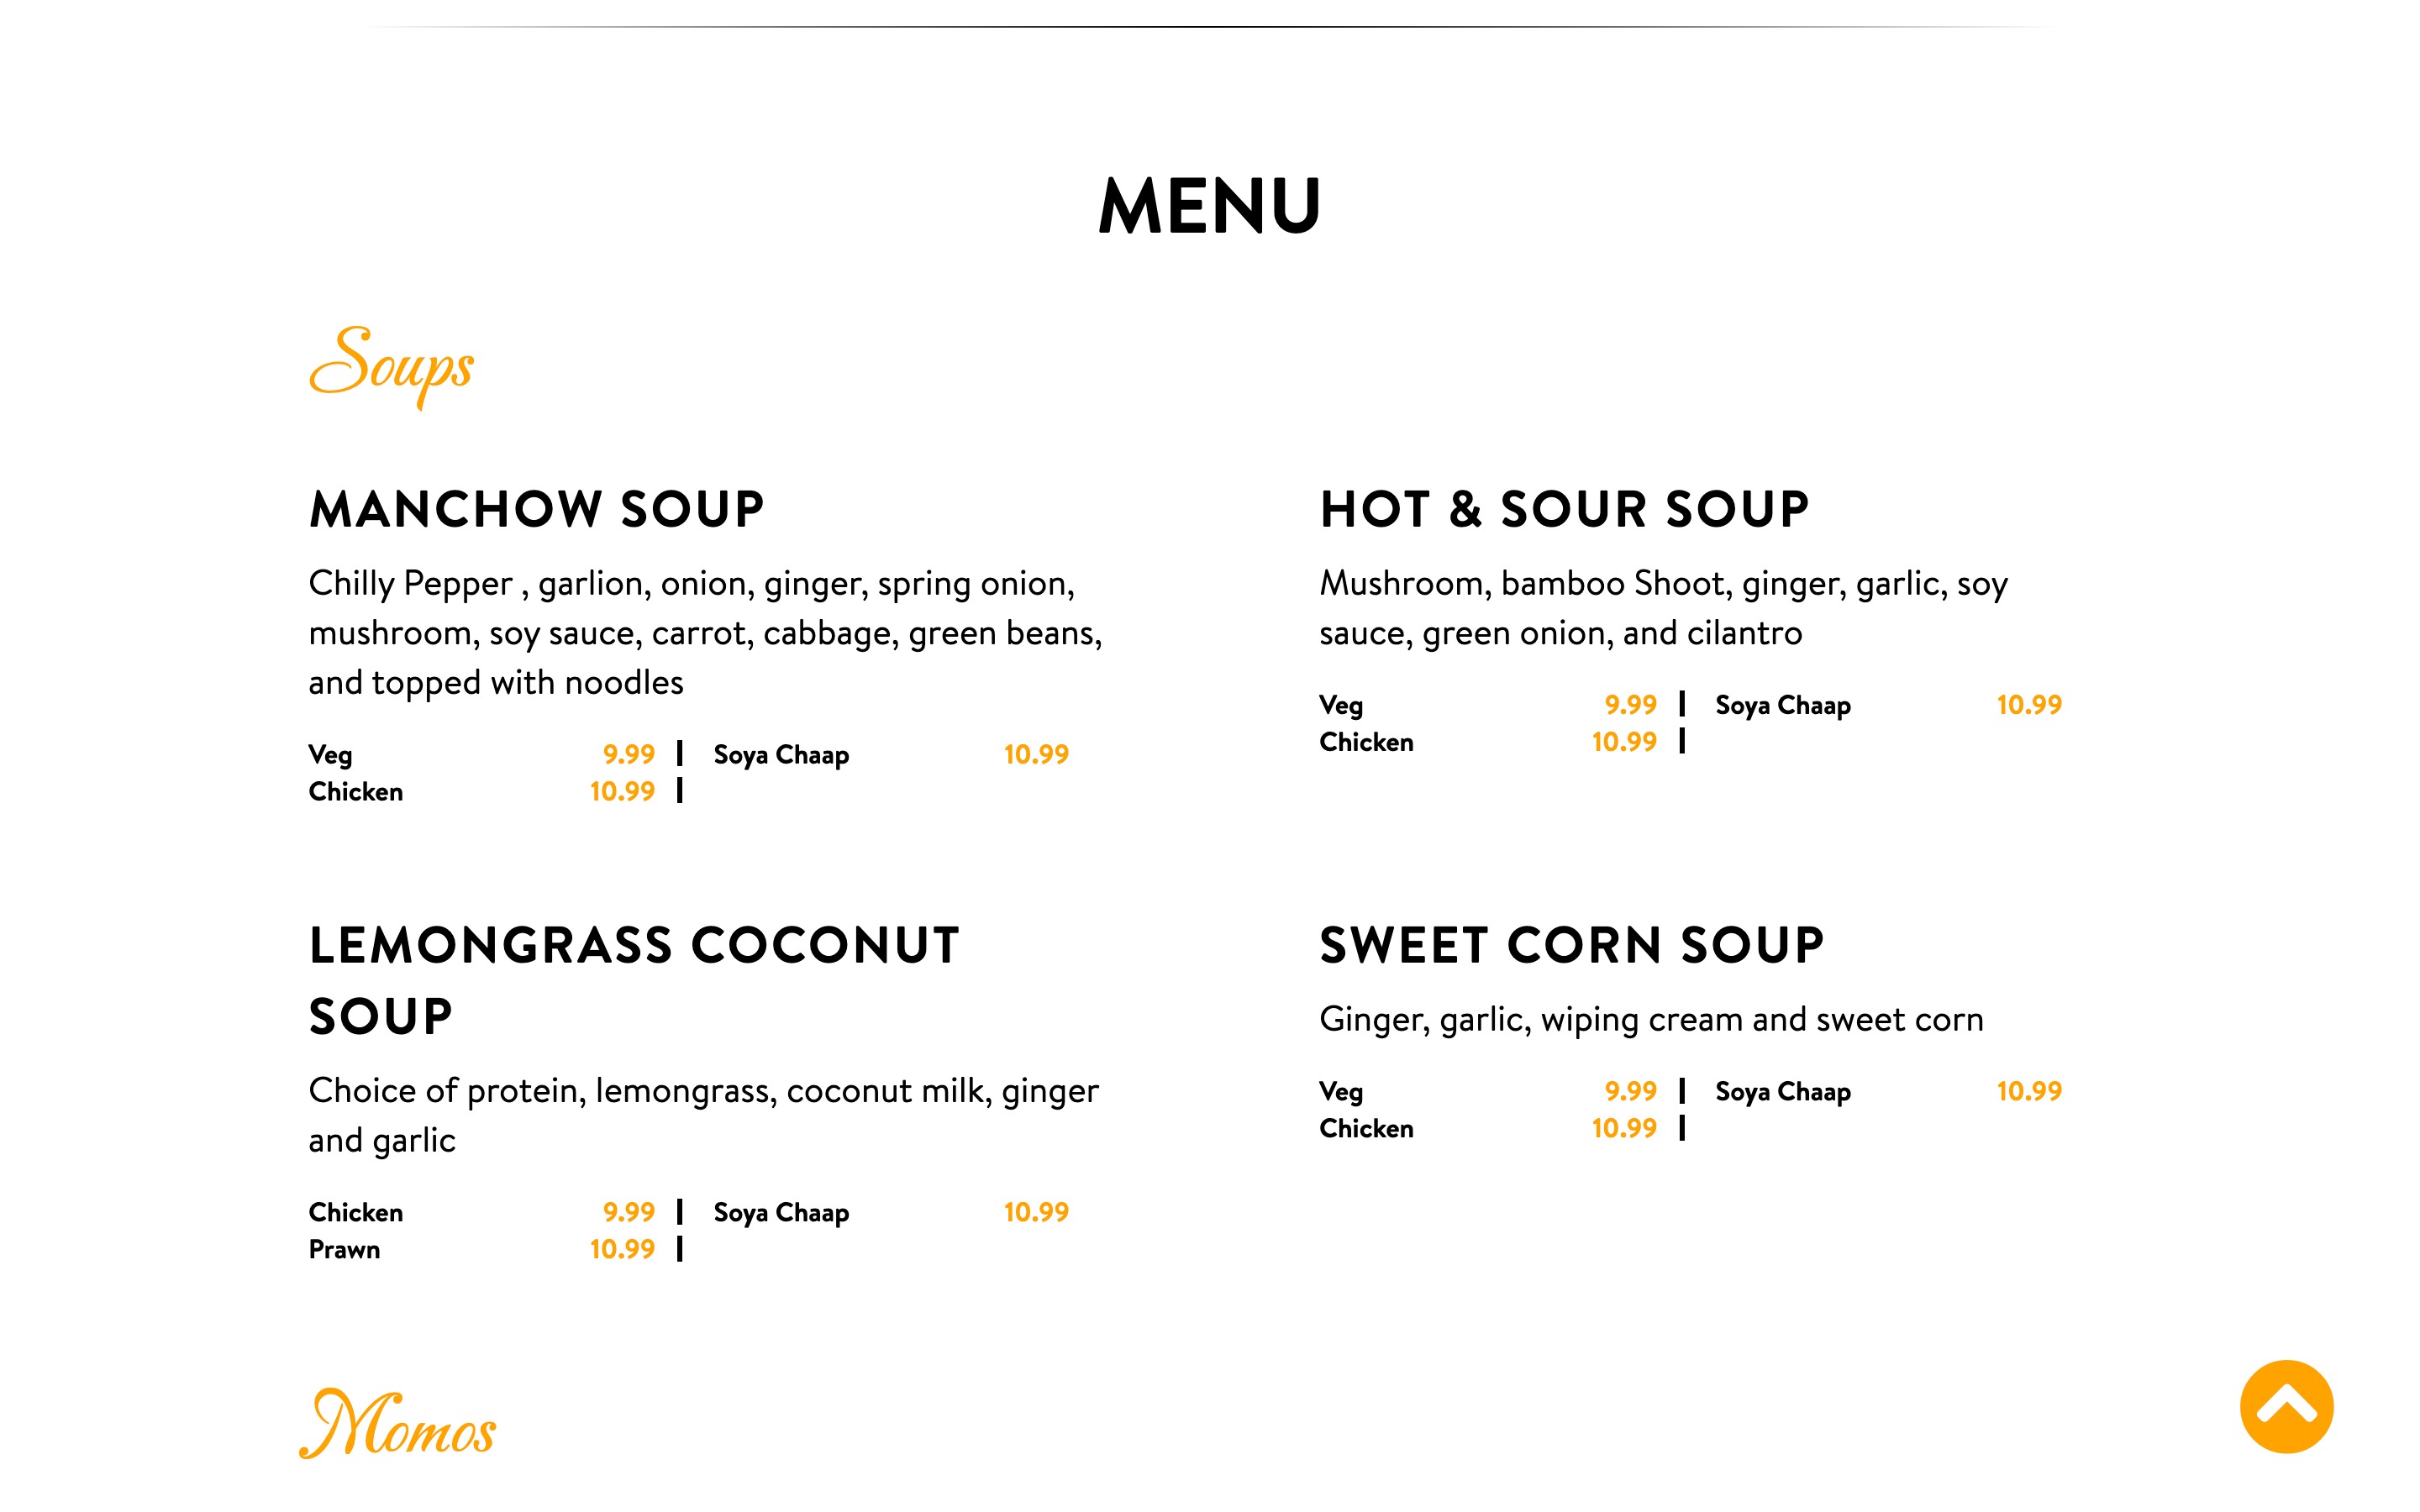 MENU
Soups
MANCHOW SOUP
Chilly Pepper , garlion, onion, ginger, spring onion,
mushroom, soy sauce, carrot, cabbage, green beans,
and topped with noodles
Veg 9.99 | Soya Chaap 10.99
Chicken 10.99 |
HOT & SOUR SOUP
Mushroom, bamboo Shoot, ginger, garlic, soy
sauce, green onion, and cilantro
Veg 9.99 | Soya Chaap 10.99
Chicken 10.99 |
LEMONGRASS COCONUT
SOUP
Choice of protein, lemongrass, coconut milk, ginger
and garlic
Chicken 9.99 | Soya Chaap 10.99
Prawn 10.99 |
SWEET CORN SOUP
Ginger, garlic, wiping cream and sweet corn
Veg 9.99 | Soya Chaap 10.99
Chicken 10.99 |
Momos